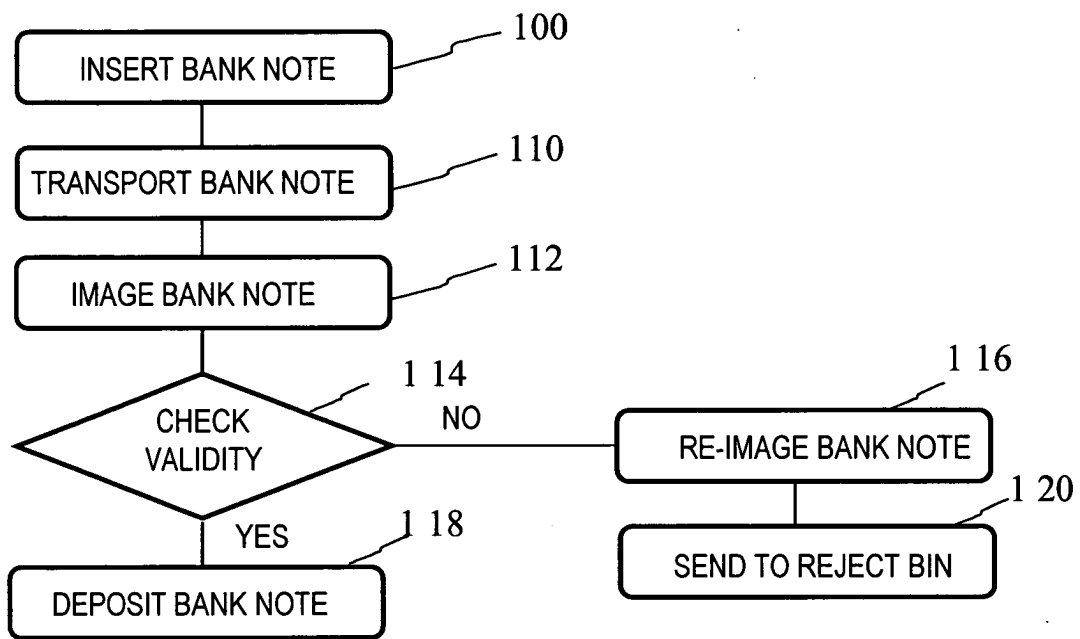 100
INSERT BANK NOTE
110
TRANSPORT BANK NOTE
112
IMAGE BANK NOTE
1 14
CHECK
VALIDITY
NO
1 16
RE-IMAGE BANK NOTE
1 20
SEND TO REJECT BIN
YES
1 18
DEPOSIT BANK NOTE